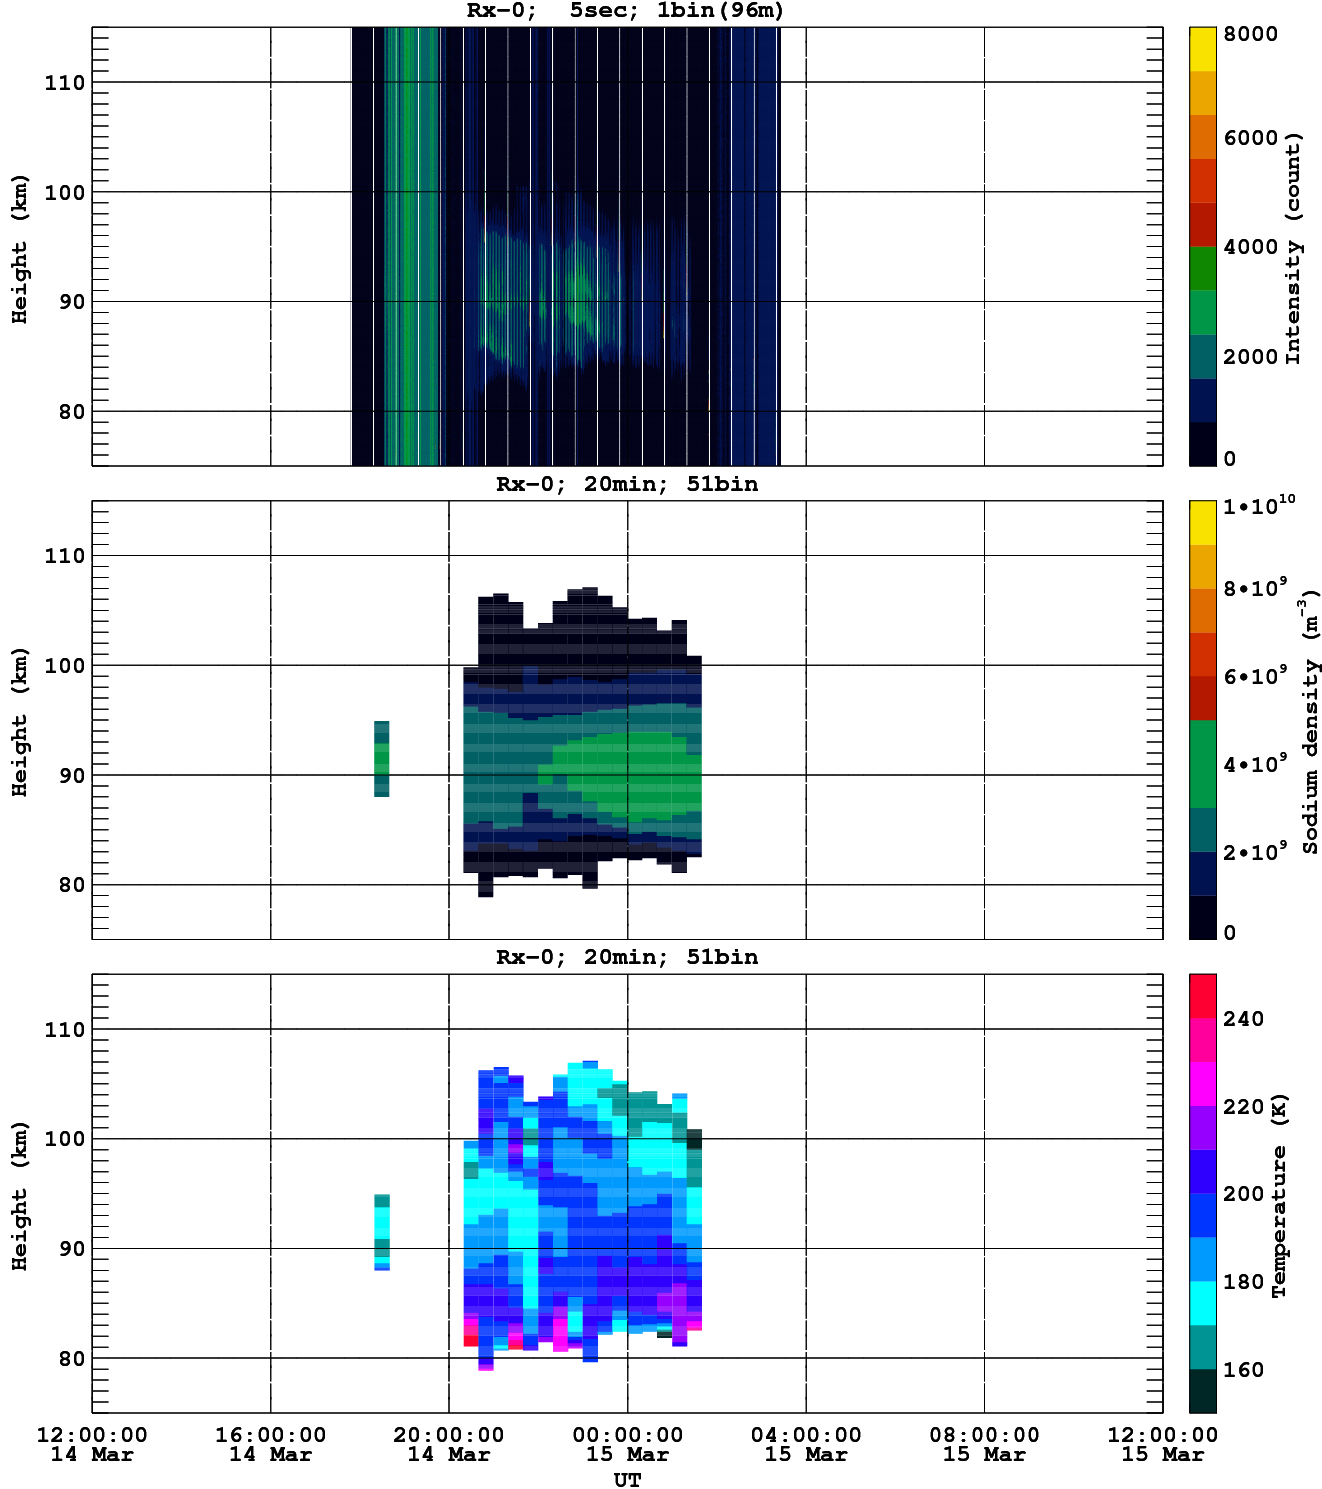 Rx-0;  5sec; 1bin(96m)
110
100
90
80
Height (km)
8000
6000
4000
2000
0
Intensity (count)
Rx-0; 20min; 51bin
110
100
90
80
Height (km)
1•10¹⁰
8•10⁹
6•10⁹
4•10⁹
2•10⁹
0
Sodium density (m⁻³)
Rx-0; 20min; 51bin
110
100
90
80
Height (km)
240
220
200
180
160
Temperature (K)
12:00:00 16:00:00 20:00:00 00:00:00 04:00:00 08:00:00 12:00:00
14 Mar 14 Mar 14 Mar 15 Mar 15 Mar 15 Mar 15 Mar
UT